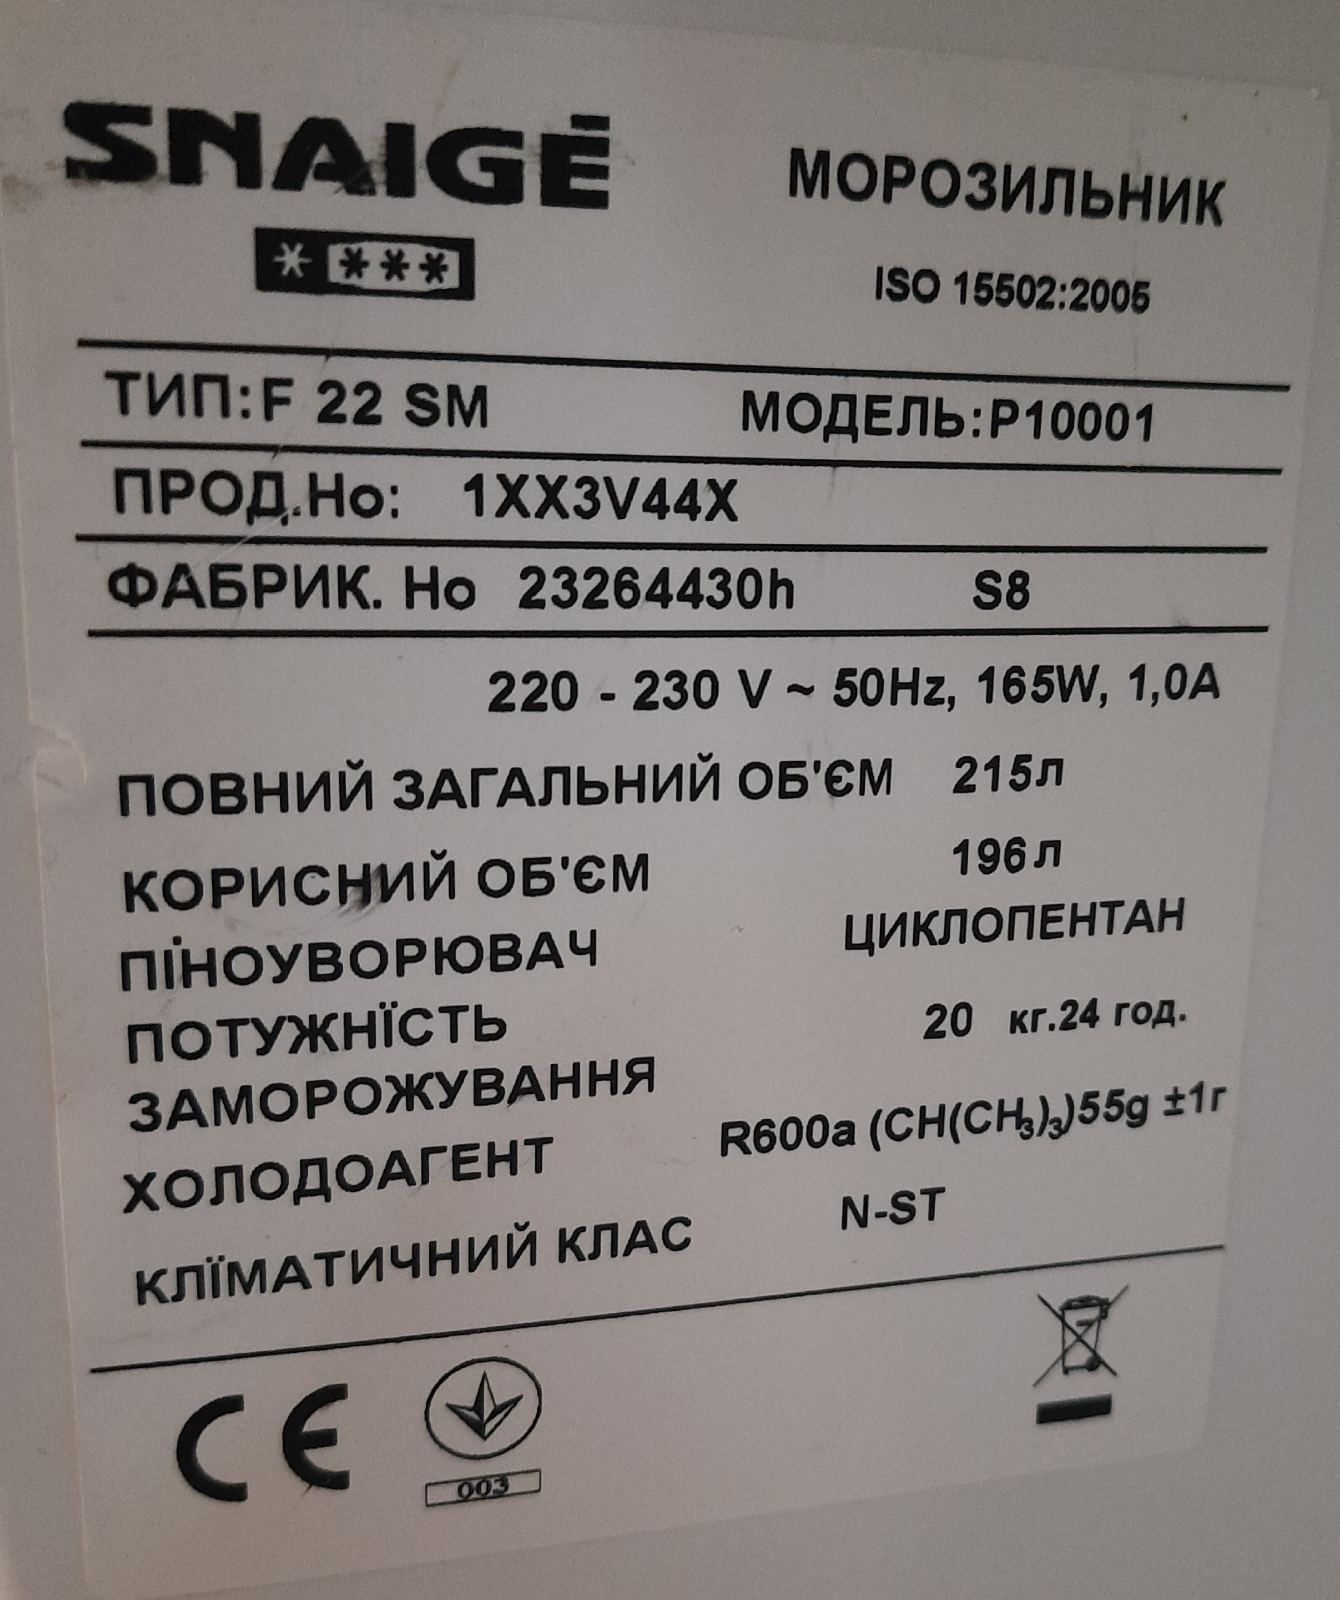 SNAIGĖ
МОРОЗИЛЬНИК
ISO 15502:2005
ТИП:F 22 SM МОДЕЛЬ:P10001
ПРОД.Но: 1XX3V44X
ФАБРИК. Но 23264430h S8
220 - 230 V ~ 50Hz, 165W, 1,0A
ПОВНИЙ ЗАГАЛЬНИЙ ОБ'ЄМ 215л
КОРИСНИЙ ОБ'ЄМ 196л
ПІНОУВОРЮВАЧ ЦИКЛОПЕНТАН
ПОТУЖНЇСТЬ
ЗАМОРОЖУВАННЯ 20 кг.24 год.
ХОЛОДОАГЕНТ R600a (CH(CH₃)₃)55g ±1г
КЛЇМАТИЧНИЙ КЛАС N-ST
CE
003